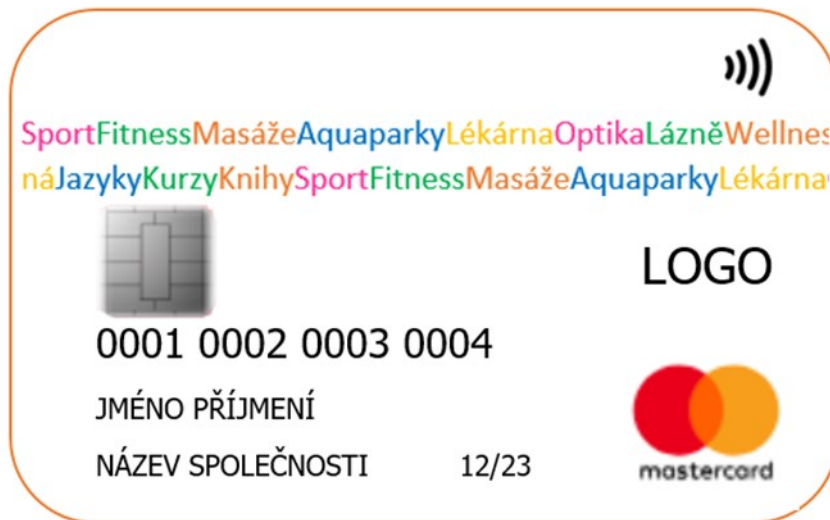 SportFitnessMasážeAquaparkyLékárnaOptikaLázněWellnes
náJazykyKurzyKnihySportFitnessMasážeAquaparkyLékárna
LOGO
0001 0002 0003 0004
JMÉNO PŘÍJMENÍ
NÁZEV SPOLEČNOSTI 12/23
mastercard